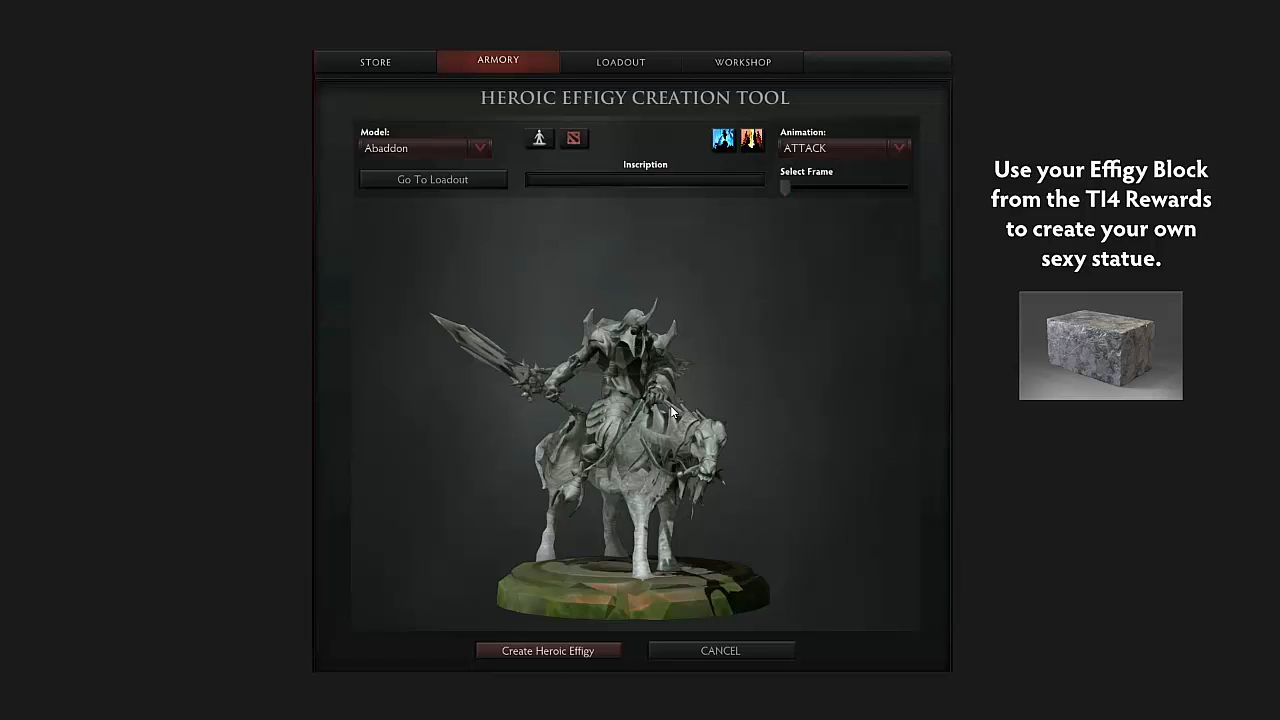 STORE
ARMORY
LOADOUT
WORKSHOP
HEROIC EFFIGY CREATION TOOL
Model:
Abaddon
Go To Loadout
Inscription
Animation:
ATTACK
Select Frame
Use your Effigy Block
from the TI4 Rewards
to create your own
sexy statue.
Create Heroic Effigy
CANCEL